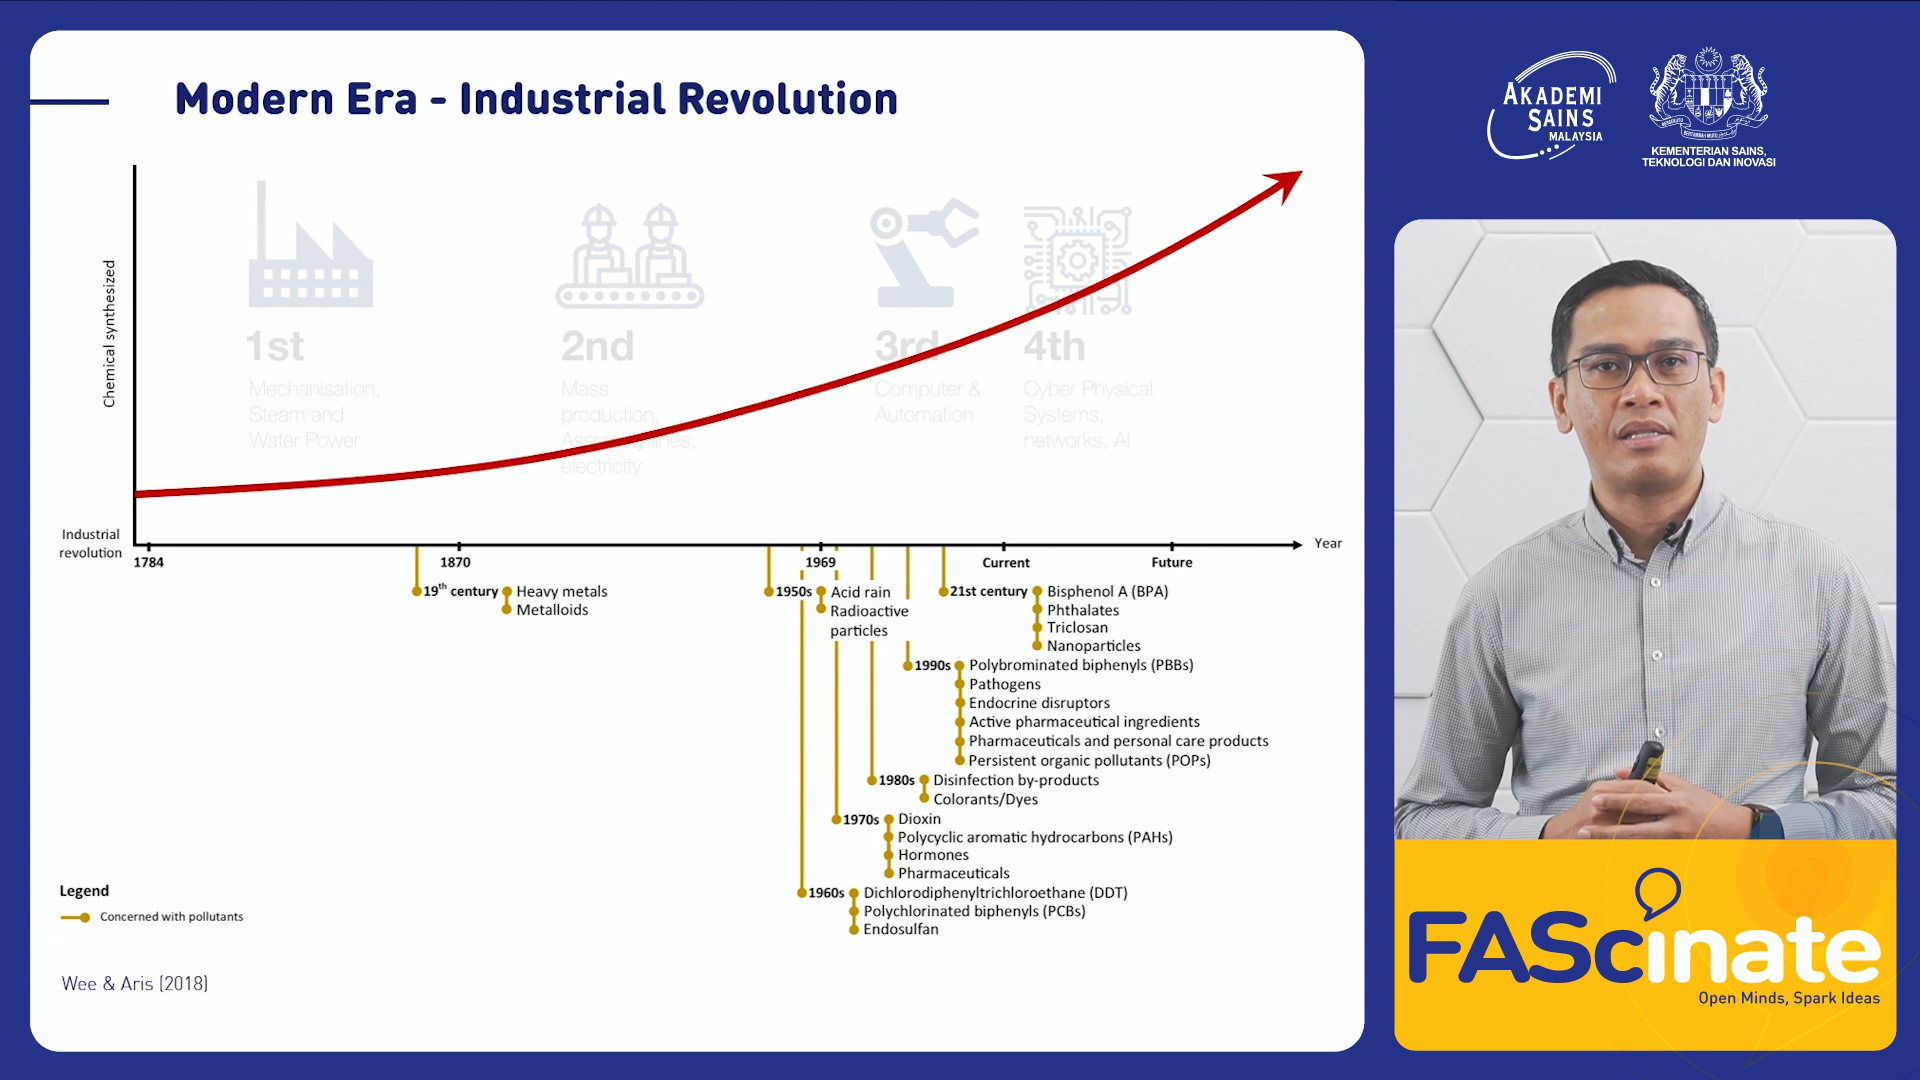 Modern Era - Industrial Revolution
Chemical synthesized
1st
Mechanisation,
Steam and
Water Power
2nd
Mass
production,
Assembly lines,
electricity
3rd
Computer &
Automation
4th
Cyber Physical
Systems,
networks, AI
Industrial
revolution
1784
1870
1969
Current
Future
Year
19th century
Heavy metals
Metalloids
1950s
Acid rain
Radioactive
particles
21st century
Bisphenol A (BPA)
Phthalates
Triclosan
Nanoparticles
1990s
Polybrominated biphenyls (PBBs)
Pathogens
Endocrine disruptors
Active pharmaceutical ingredients
Pharmaceuticals and personal care products
Persistent organic pollutants (POPs)
1980s
Disinfection by-products
Colorants/Dyes
1970s
Dioxin
Polycyclic aromatic hydrocarbons (PAHs)
Hormones
Pharmaceuticals
1960s
Dichlorodiphenyltrichloroethane (DDT)
Polychlorinated biphenyls (PCBs)
Endosulfan
Legend
Concerned with pollutants
Wee & Aris (2018)
AKADEMI
SAINS
MALAYSIA
KEMENTERIAN SAINS,
TEKNOLOGI DAN INOVASI
FAScinate
Open Minds, Spark Ideas